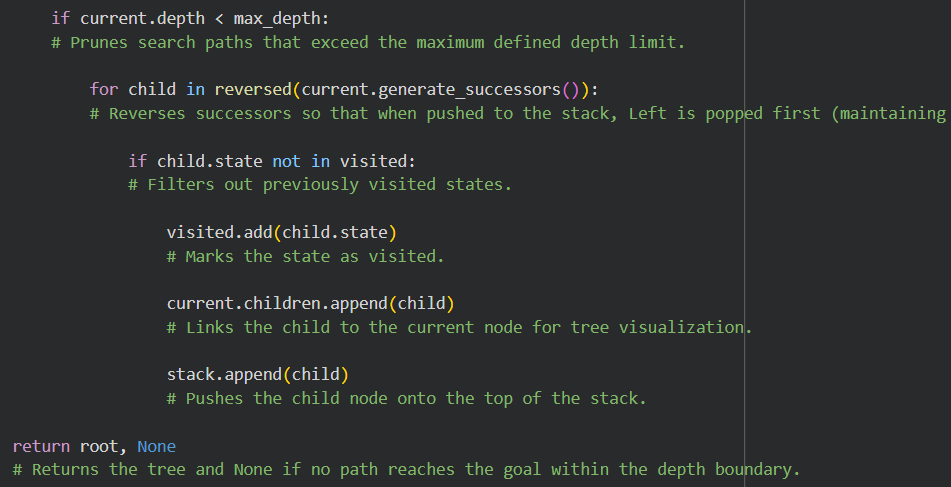 if current.depth < max_depth:
# Prunes search paths that exceed the maximum defined depth limit.
for child in reversed(current.generate_successors()):
# Reverses successors so that when pushed to the stack, Left is popped first (maintaining
if child.state not in visited:
# Filters out previously visited states.
visited.add(child.state)
# Marks the state as visited.
current.children.append(child)
# Links the child to the current node for tree visualization.
stack.append(child)
# Pushes the child node onto the top of the stack.
return root, None
# Returns the tree and None if no path reaches the goal within the depth boundary.